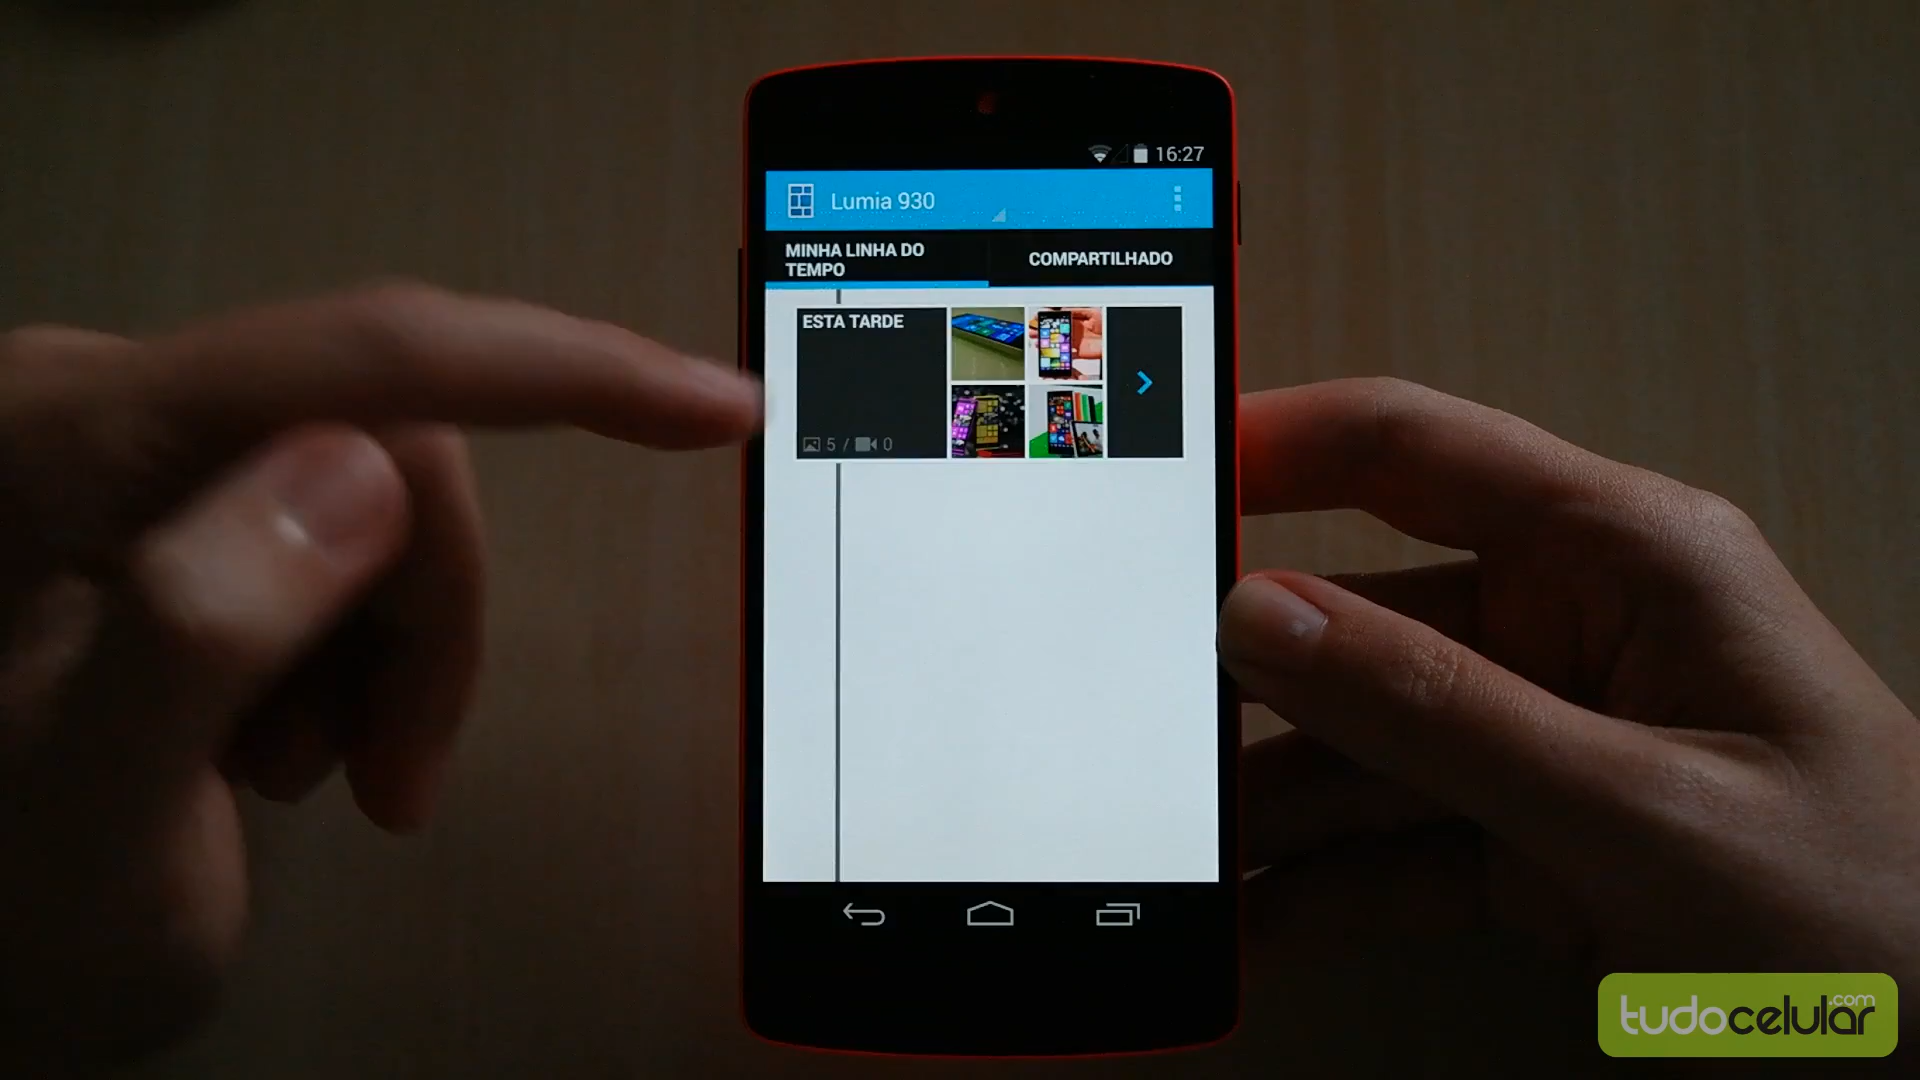 16:27
Lumia 930
MINHA LINHA DO
TEMPO
COMPARTILHADO
ESTA TARDE
5 / 0
tudocelular.com